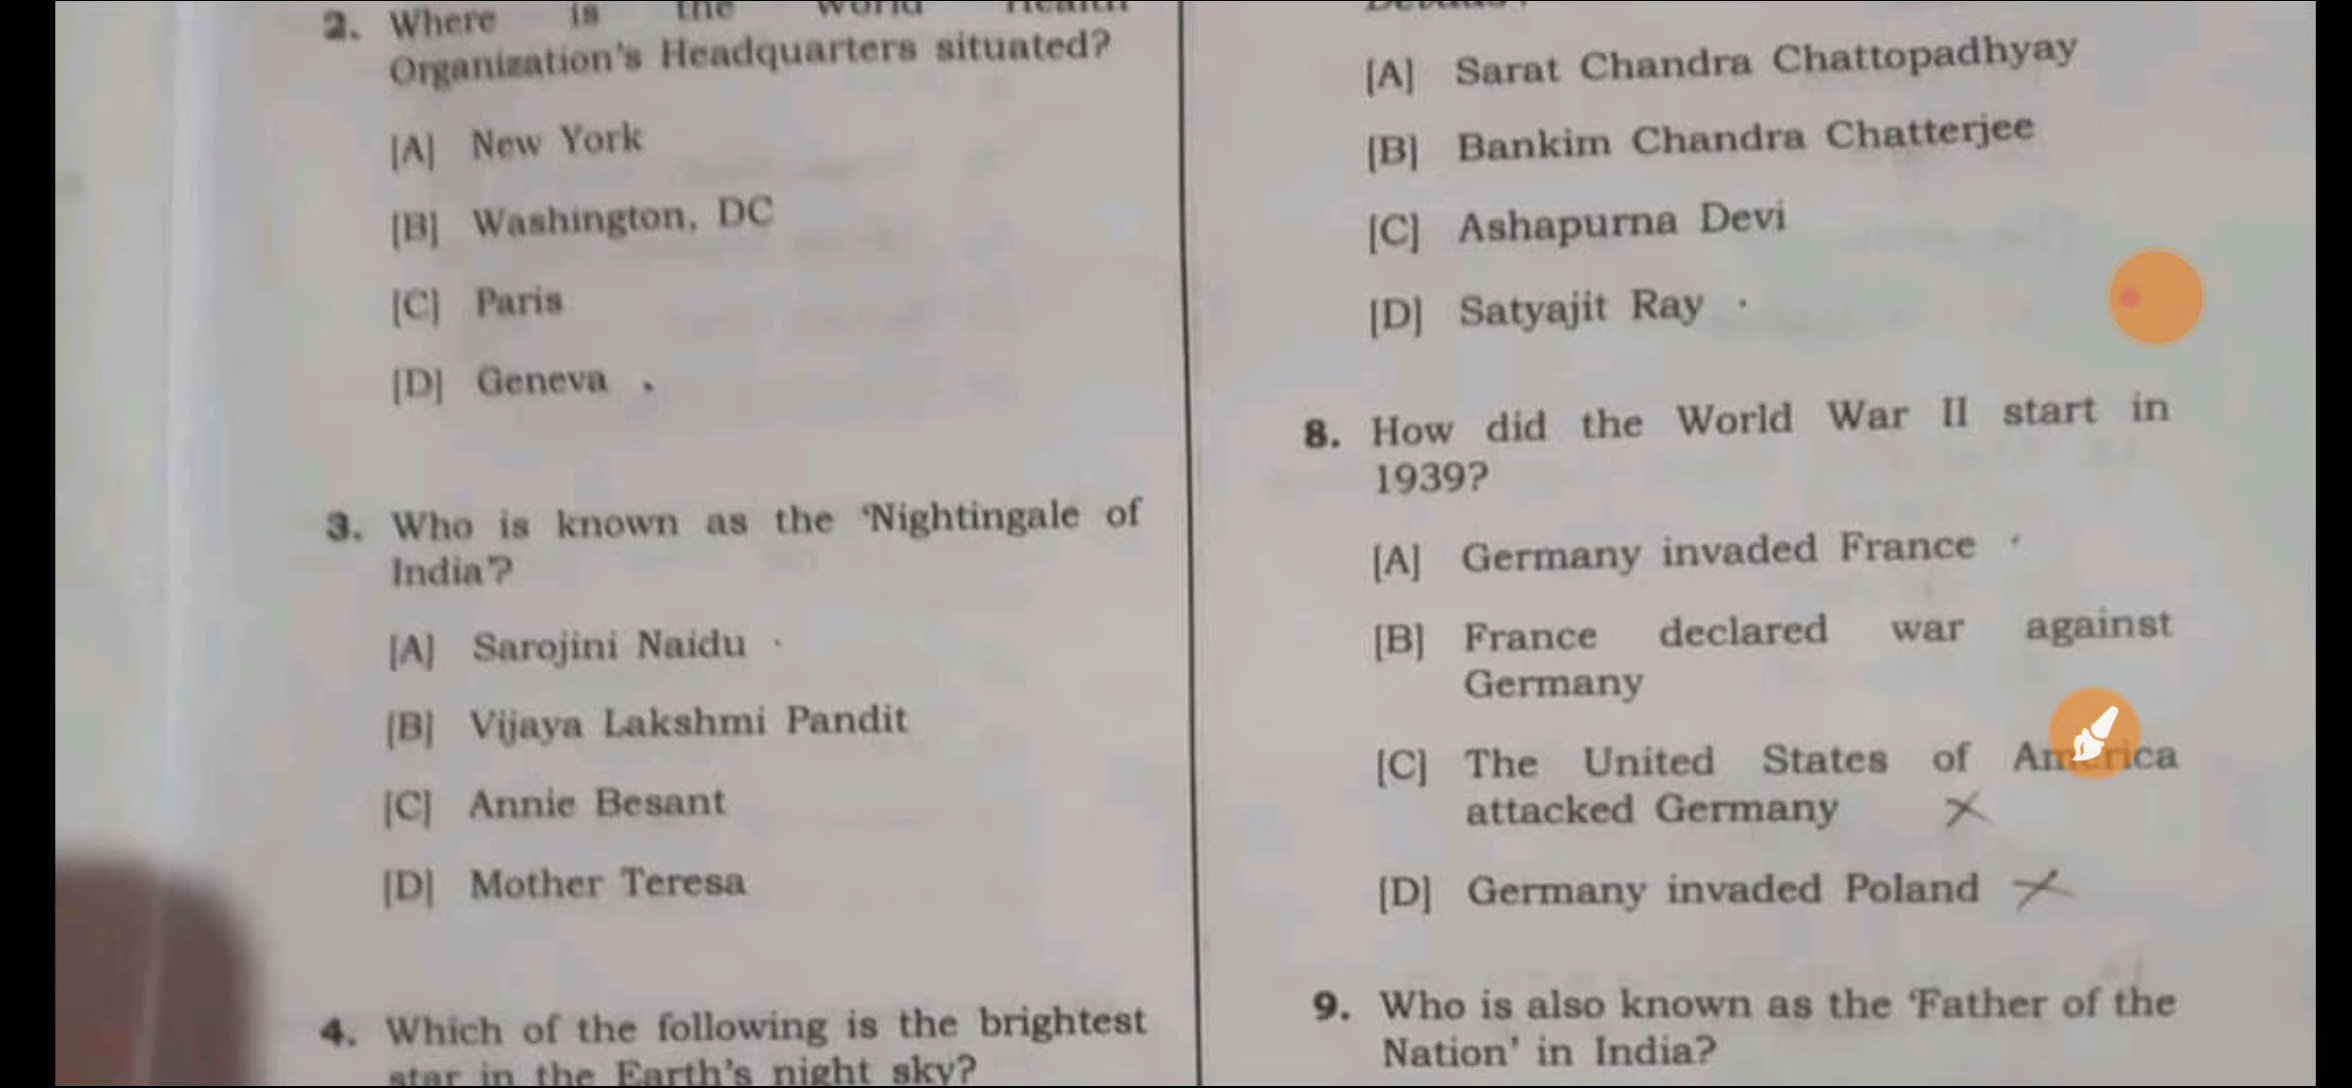 2. Where is the World Health
Organization's Headquarters situated?
[A] New York
[B] Washington, DC
[C] Paris
[D] Geneva
3. Who is known as the 'Nightingale of
India'?
[A] Sarojini Naidu
[B] Vijaya Lakshmi Pandit
[C] Annie Besant
[D] Mother Teresa
4. Which of the following is the brightest
star in the Earth's night sky?
[A] Sarat Chandra Chattopadhyay
[B] Bankim Chandra Chatterjee
[C] Ashapurna Devi
[D] Satyajit Ray
8. How did the World War II start in
1939?
[A] Germany invaded France
[B] France declared war against
Germany
[C] The United States of America
attacked Germany
[D] Germany invaded Poland
9. Who is also known as the 'Father of the
Nation' in India?